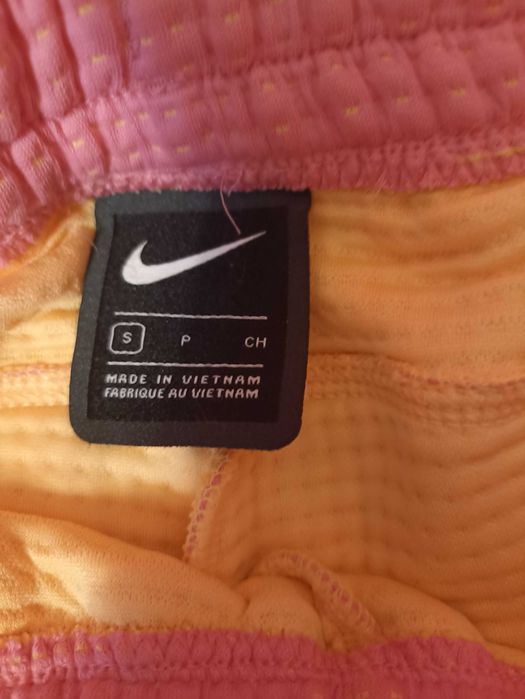 S P CH
MADE IN VIETNAM
FABRIQUE AU VIETNAM